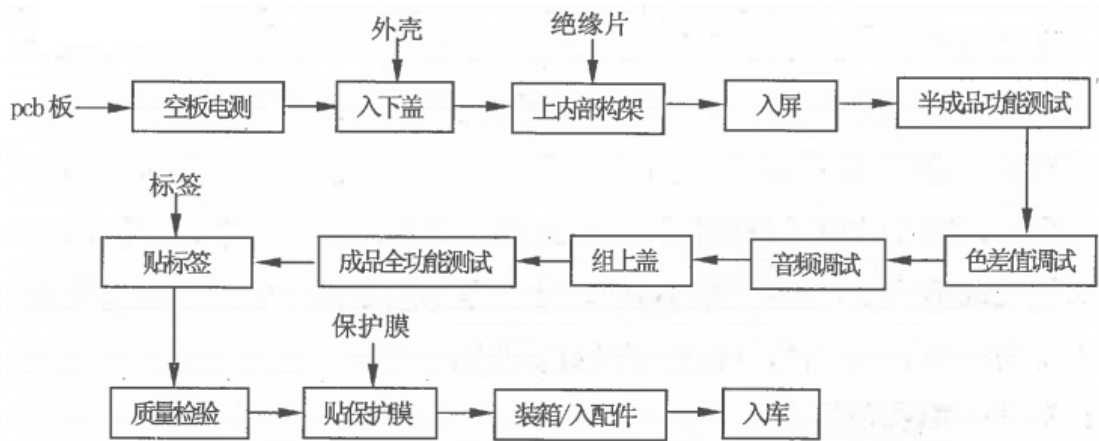 外壳
绝缘片
pcb 板
空板电测
入下盖
上内部构架
入屏
半成品功能测试
标签
贴标签
成品全功能测试
组上盖
音频调试
色差值调试
保护膜
质量检验
贴保护膜
装箱/入配件
入库